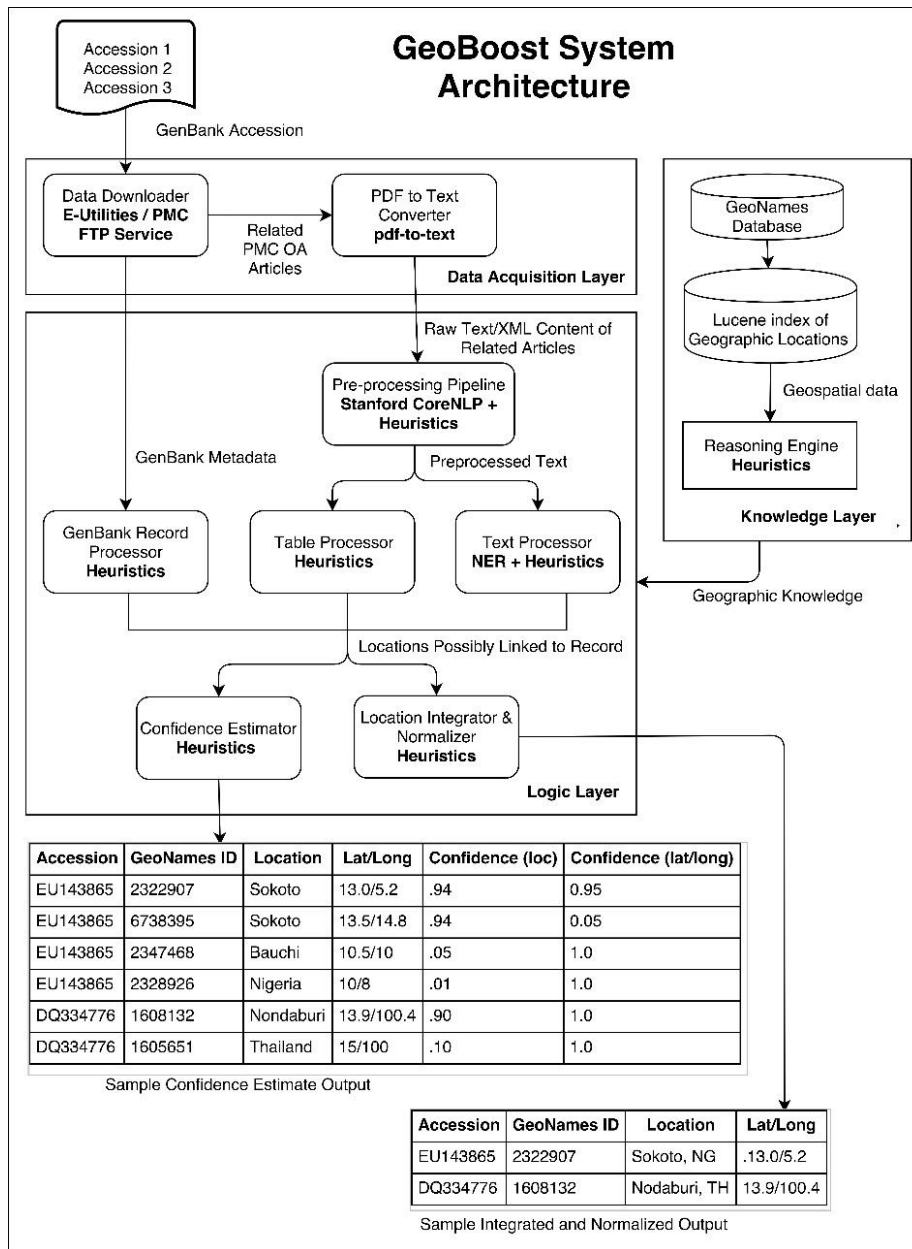 GeoBoost System
Architecture
Accession 1
Accession 2
Accession 3
GenBank Accession
Data Downloader
E-Utilities / PMC
FTP Service
Related
PMC OA
Articles
PDF to Text
Converter
pdf-to-text
Data Acquisition Layer
GeoNames
Database
Lucene index of
Geographic Locations
Geospatial data
Reasoning Engine
Heuristics
Knowledge Layer
Geographic Knowledge
Raw Text/XML Content of
Related Articles
Pre-processing Pipeline
Stanford CoreNLP +
Heuristics
GenBank Metadata
Preprocessed Text
GenBank Record
Processor
Heuristics
Table Processor
Heuristics
Text Processor
NER + Heuristics
Locations Possibly Linked to Record
Confidence Estimator
Heuristics
Location Integrator &
Normalizer
Heuristics
Logic Layer
Accession GeoNames ID Location Lat/Long Confidence (loc) Confidence (lat/long)
EU143865 2322907 Sokoto 13.0/5.2 .94 0.95
EU143865 6738395 Sokoto 13.5/14.8 .94 0.05
EU143865 2347468 Bauchi 10.5/10 .05 1.0
EU143865 2328926 Nigeria 10/8 .01 1.0
DQ334776 1608132 Nondaburi 13.9/100.4 .90 1.0
DQ334776 1605651 Thailand 15/100 .10 1.0
Sample Confidence Estimate Output
Accession GeoNames ID Location Lat/Long
EU143865 2322907 Sokoto, NG .13.0/5.2
DQ334776 1608132 Nodaburi, TH 13.9/100.4
Sample Integrated and Normalized Output